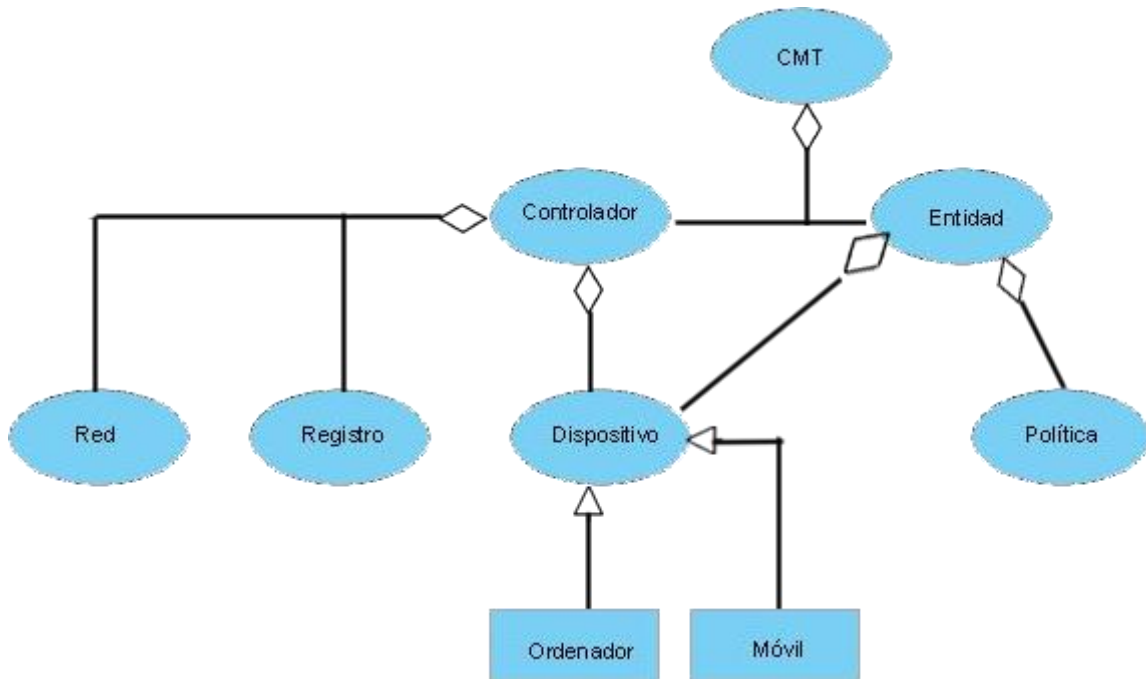 CMT
Controlador
Entidad
Red
Registro
Dispositivo
Política
Ordenador
Móvil